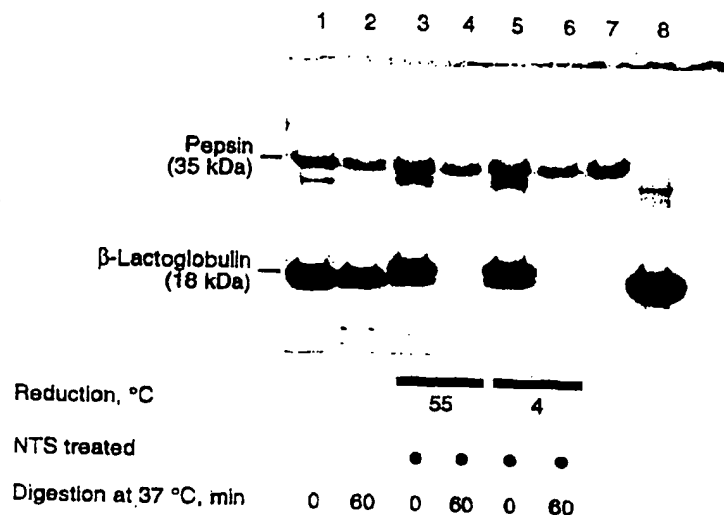 1 2 3 4 5 6 7 8
Pepsin
(35 kDa)
β-Lactoglobulin
(18 kDa)
Reduction, °C
55 4
NTS treated
Digestion at 37 °C, min 0 60 0 60 0 60